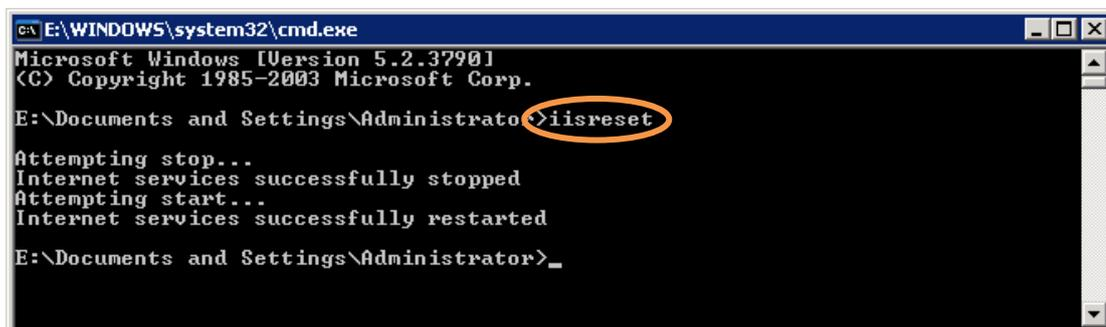 E:\WINDOWS\system32\cmd.exe
Microsoft Windows [Version 5.2.3790]
(C) Copyright 1985-2003 Microsoft Corp.
E:\Documents and Settings\Administrator>iisreset
Attempting stop...
Internet services successfully stopped
Attempting start...
Internet services successfully restarted
E:\Documents and Settings\Administrator>_